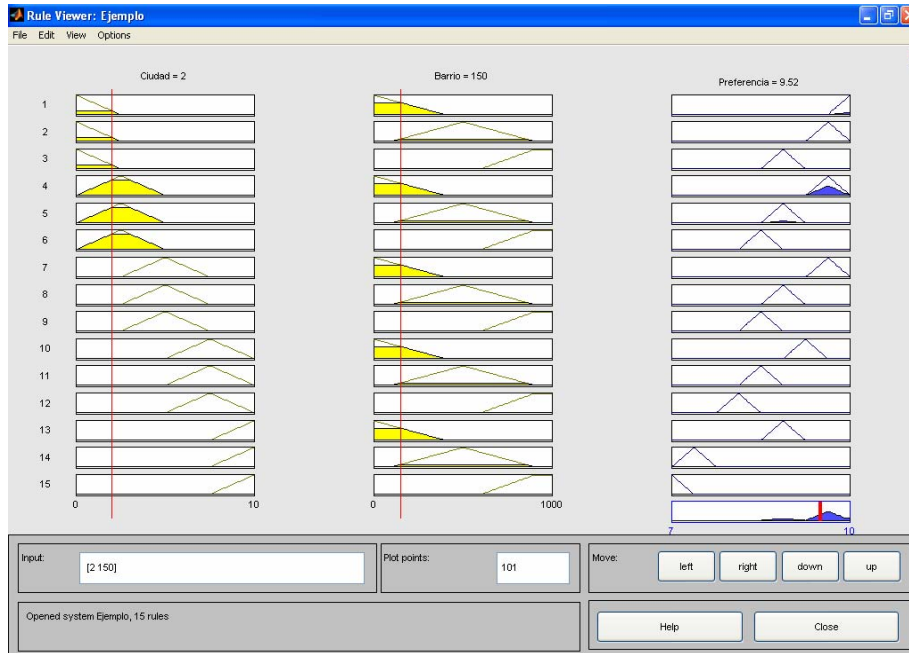 Rule Viewer: Ejemplo
File Edit View Options
Ciudad = 2
Barrio = 150
Preferencia = 9.52
1
2
3
4
5
6
7
8
9
10
11
12
13
14
15
0 10
0 1000
7 10
Input:
[2 150]
Plot points:
101
Move:
left
right
down
up
Opened system Ejemplo, 15 rules
Help
Close